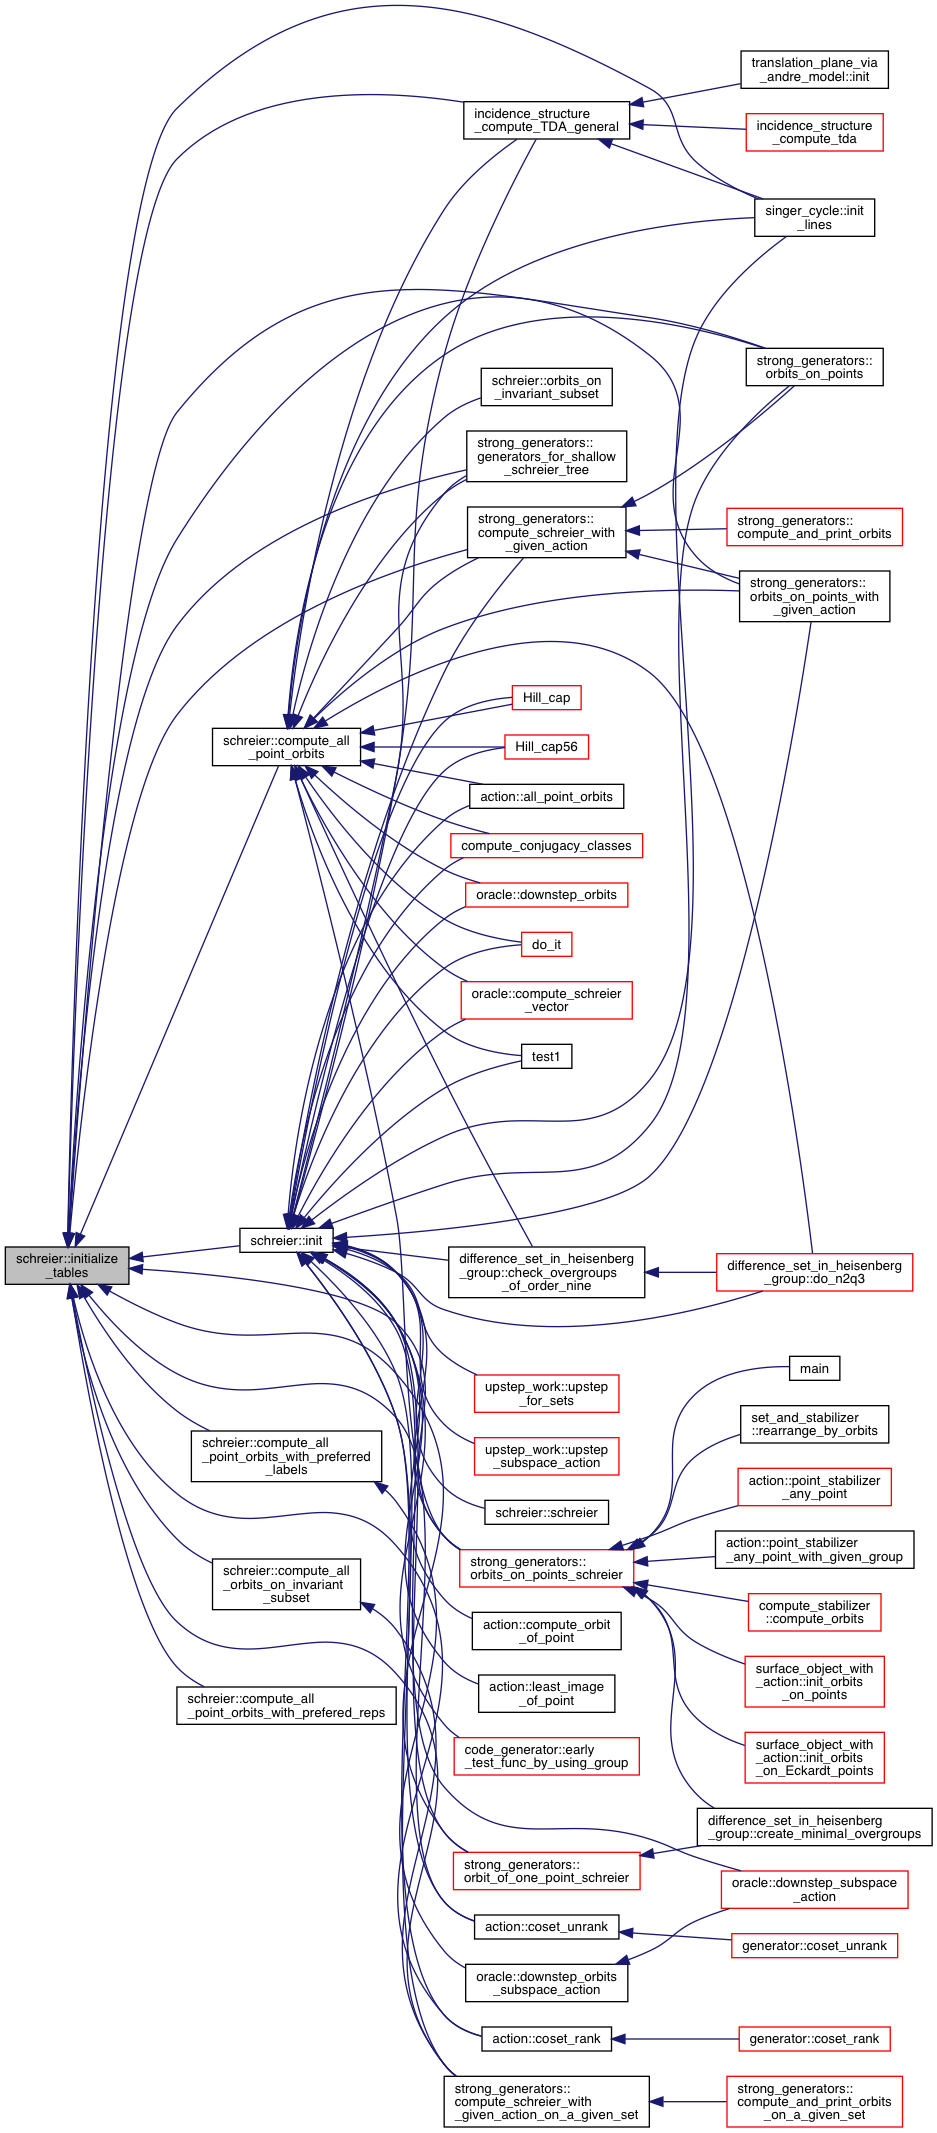 translation_plane_via
_andre_model::init
incidence_structure
_compute_TDA_general
incidence_structure
_compute_tda
singer_cycle::init
_lines
strong_generators::
orbits_on_points
schreier::orbits_on
_invariant_subset
strong_generators::
generators_for_shallow
_schreier_tree
strong_generators::
compute_schreier_with
_given_action
strong_generators::
compute_and_print_orbits
strong_generators::
orbits_on_points_with
_given_action
Hill_cap
schreier::compute_all
_point_orbits
Hill_cap56
action::all_point_orbits
compute_conjugacy_classes
oracle::downstep_orbits
do_it
oracle::compute_schreier
_vector
test1
schreier::init
schreier::initialize
_tables
difference_set_in_heisenberg
_group::check_overgroups
_of_order_nine
difference_set_in_heisenberg
_group::do_n2q3
main
upstep_work::upstep
_for_sets
set_and_stabilizer
::rearrange_by_orbits
schreier::compute_all
_point_orbits_with_preferred
_labels
upstep_work::upstep
_subspace_action
action::point_stabilizer
_any_point
schreier::schreier
action::point_stabilizer
_any_point_with_given_group
strong_generators::
orbits_on_points_schreier
schreier::compute_all
_orbits_on_invariant
_subset
compute_stabilizer
::compute_orbits
action::compute_orbit
_of_point
surface_object_with
_action::init_orbits
_on_points
action::least_image
_of_point
schreier::compute_all
_point_orbits_with_prefered_reps
code_generator::early
_test_func_by_using_group
surface_object_with
_action::init_orbits
_on_Eckardt_points
difference_set_in_heisenberg
_group::create_minimal_overgroups
strong_generators::
orbit_of_one_point_schreier
oracle::downstep_subspace
_action
action::coset_unrank
generator::coset_unrank
oracle::downstep_orbits
_subspace_action
action::coset_rank
generator::coset_rank
strong_generators::
compute_schreier_with
_given_action_on_a_given_set
strong_generators::
compute_and_print_orbits
_on_a_given_set